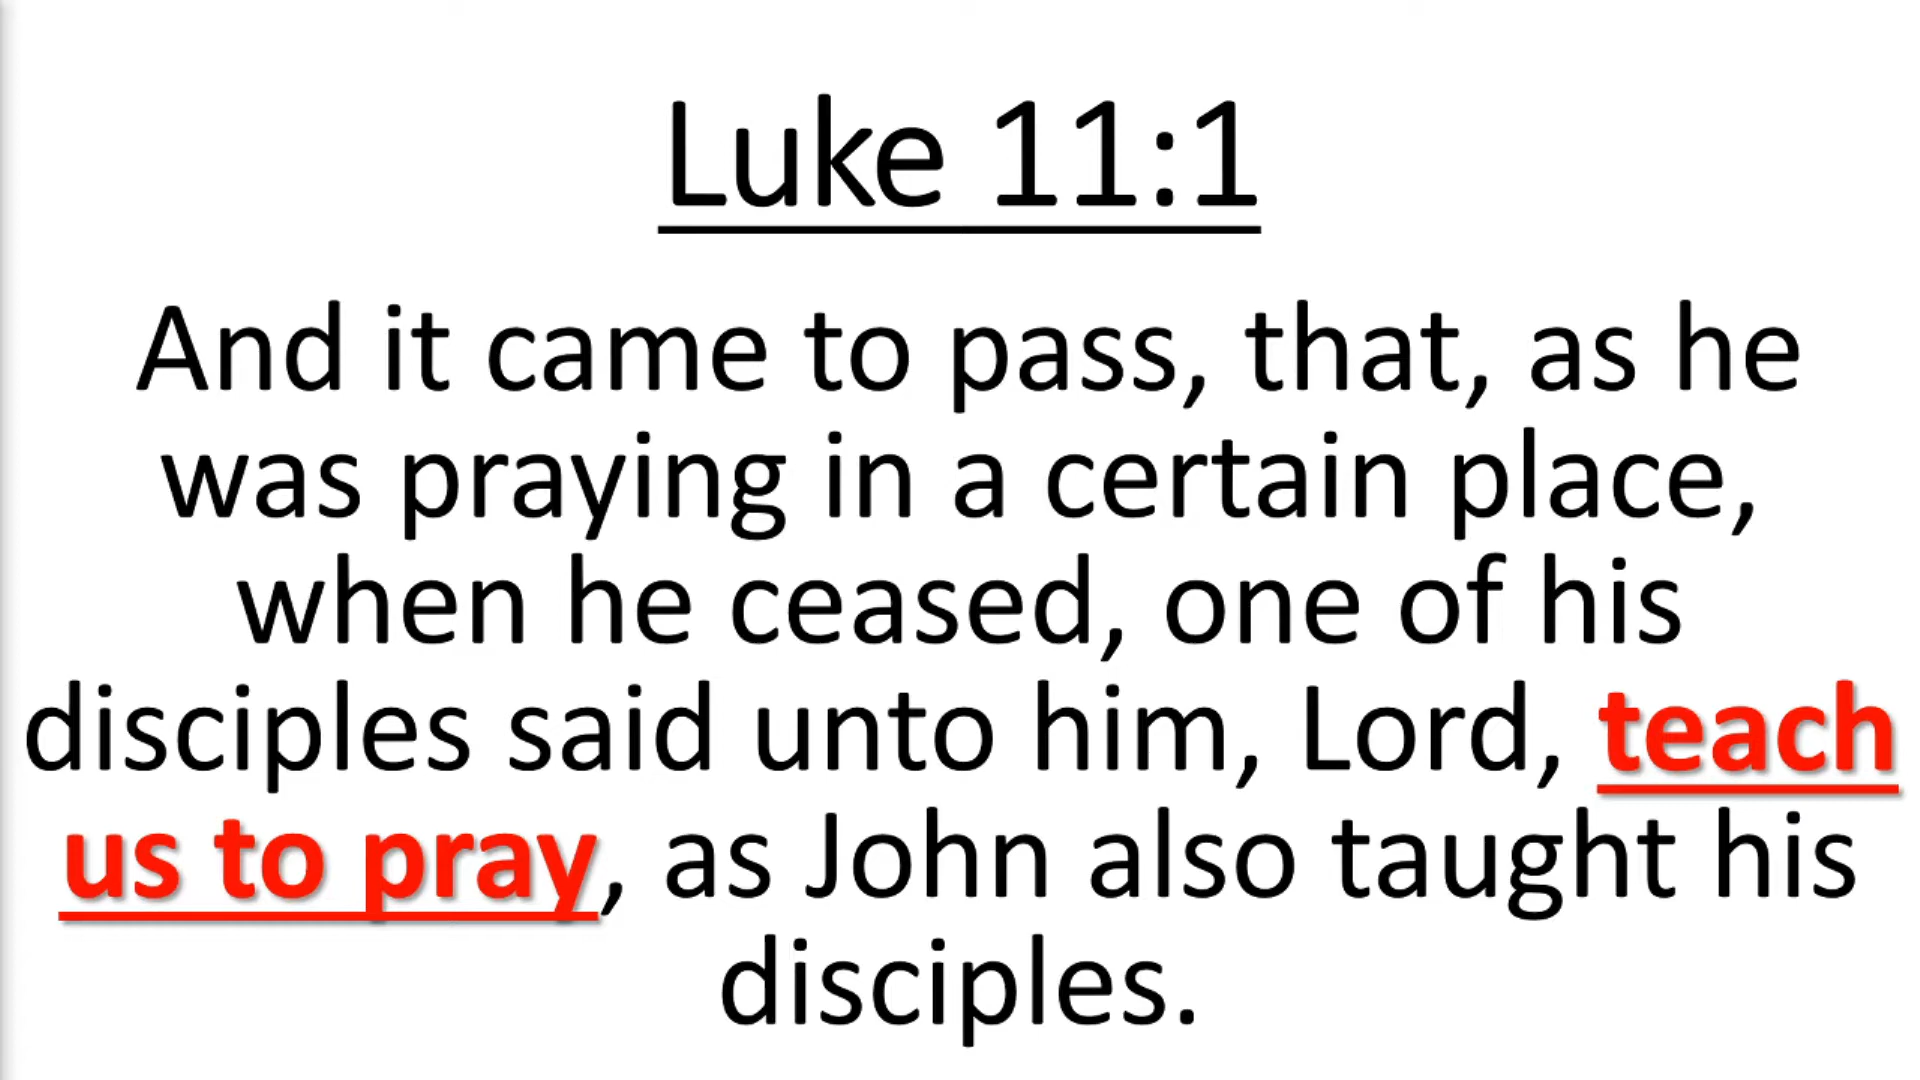 Luke 11:1
And it came to pass, that, as he
was praying in a certain place,
when he ceased, one of his
disciples said unto him, Lord, teach
us to pray, as John also taught his
disciples.